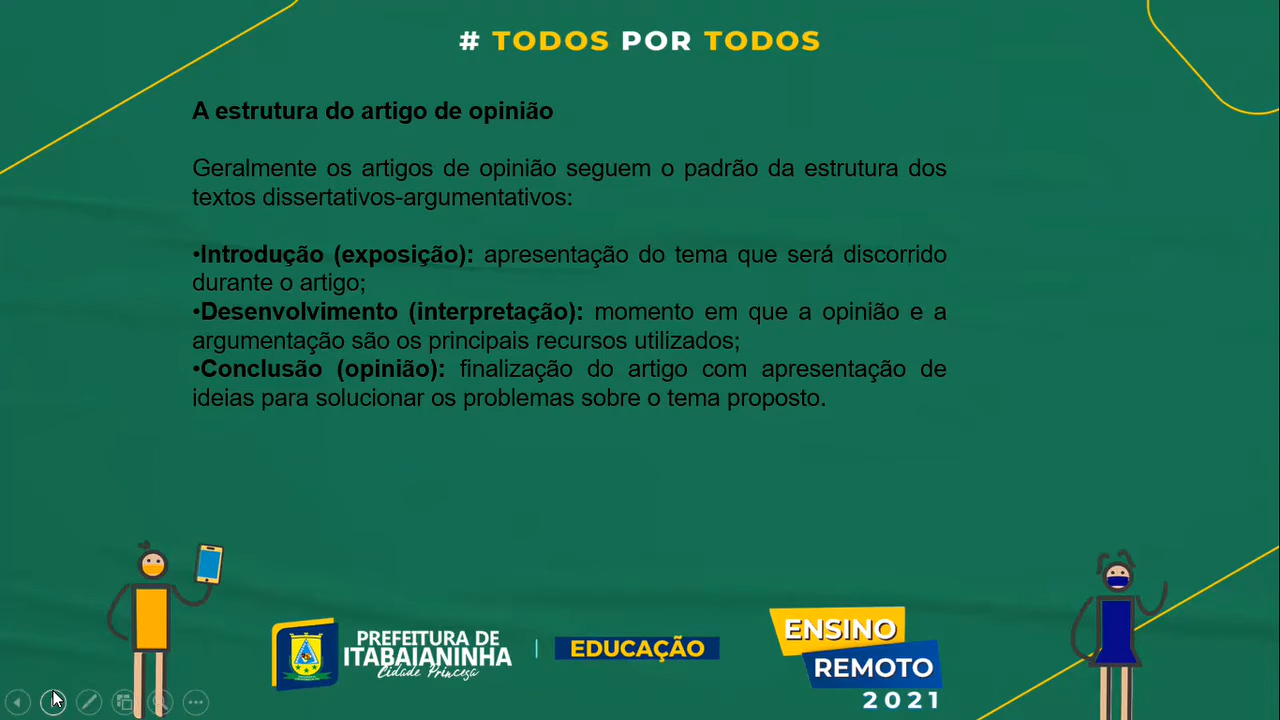 # TODOS POR TODOS
A estrutura do artigo de opinião
Geralmente os artigos de opinião seguem o padrão da estrutura dos
textos dissertativos-argumentativos:
•Introdução (exposição): apresentação do tema que será discorrido
durante o artigo;
•Desenvolvimento (interpretação): momento em que a opinião e a
argumentação são os principais recursos utilizados;
•Conclusão (opinião): finalização do artigo com apresentação de
ideias para solucionar os problemas sobre o tema proposto.
PREFEITURA DE
ITABAIANINHA
Cidade Princesa
EDUCAÇÃO
ENSINO
REMOTO
2021